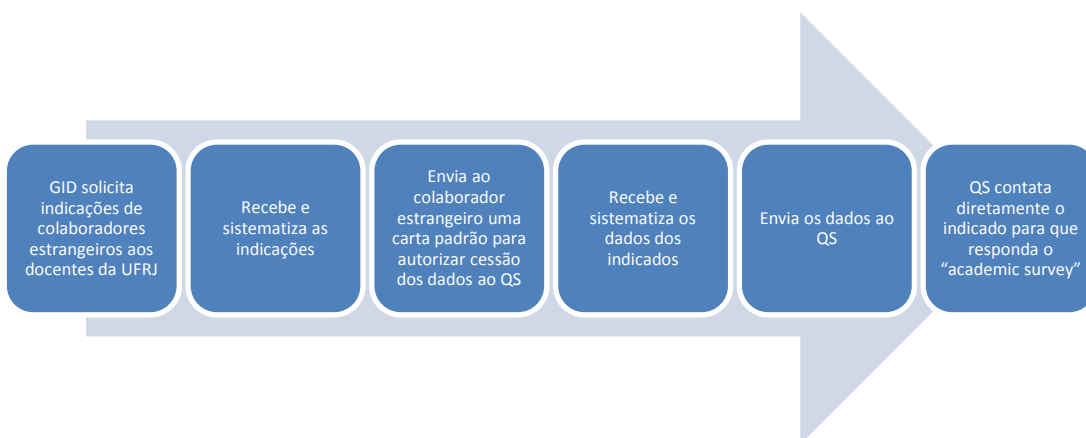 GID solicita
indicações de
colaboradores
estrangeiros aos
docentes da UFRJ
Recebe e
sistematiza as
indicações
Envia ao
colaborador
estrangeiro uma
carta padrão para
autorizar cessão
dos dados ao QS
Recebe e
sistematiza os
dados dos
indicados
Envia os dados ao
QS
QS contata
diretamente o
indicado para que
responda o
“academic survey”